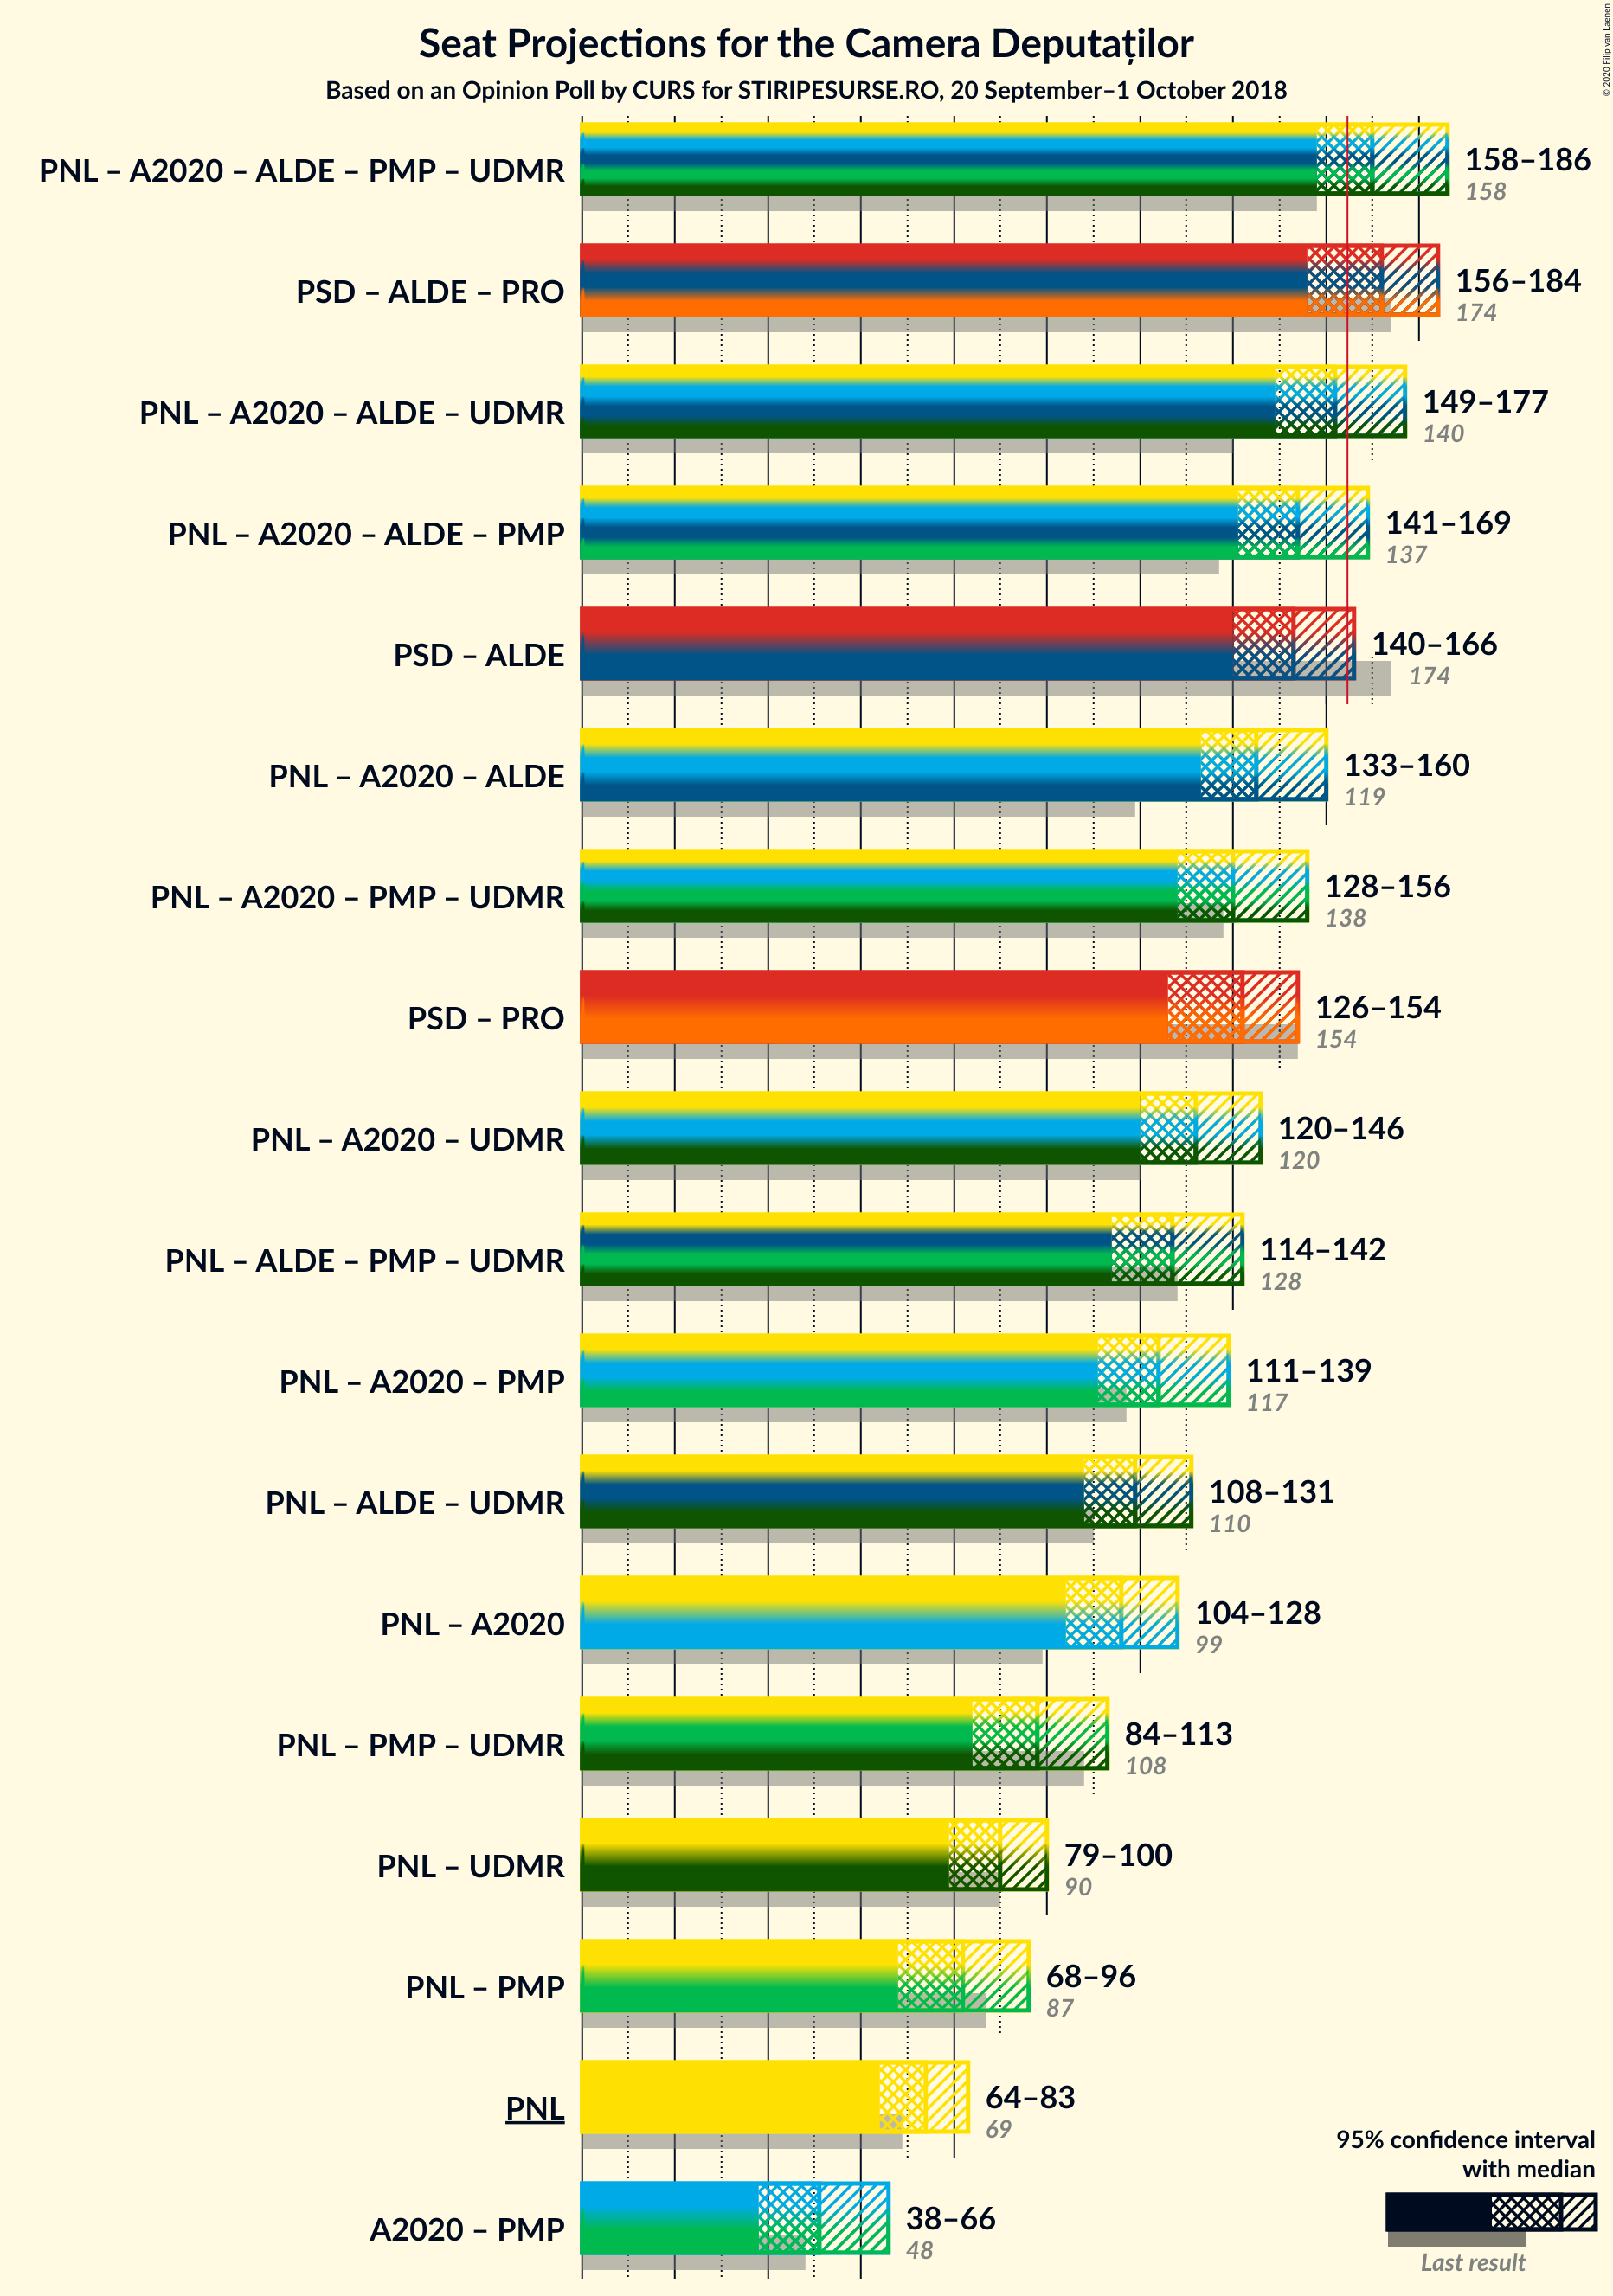 Seat Projections for the Camera Deputaților
Based on an Opinion Poll by CURS for STIRIPESURSE.RO, 20 September–1 October 2018
© 2020 Filip van Laenen
PNL – A2020 – ALDE – PMP – UDMR
158–186
158
PSD – ALDE – PRO
156–184
174
PNL – A2020 – ALDE – UDMR
149–177
140
PNL – A2020 – ALDE – PMP
141–169
137
PSD – ALDE
140–166
174
PNL – A2020 – ALDE
133–160
119
PNL – A2020 – PMP – UDMR
128–156
138
PSD – PRO
126–154
154
PNL – A2020 – UDMR
120–146
120
PNL – ALDE – PMP – UDMR
114–142
128
PNL – A2020 – PMP
111–139
117
PNL – ALDE – UDMR
108–131
110
PNL – A2020
104–128
99
PNL – PMP – UDMR
84–113
108
PNL – UDMR
79–100
90
PNL – PMP
68–96
87
PNL
64–83
69
A2020 – PMP
38–66
48
95% confidence interval
with median
Last result